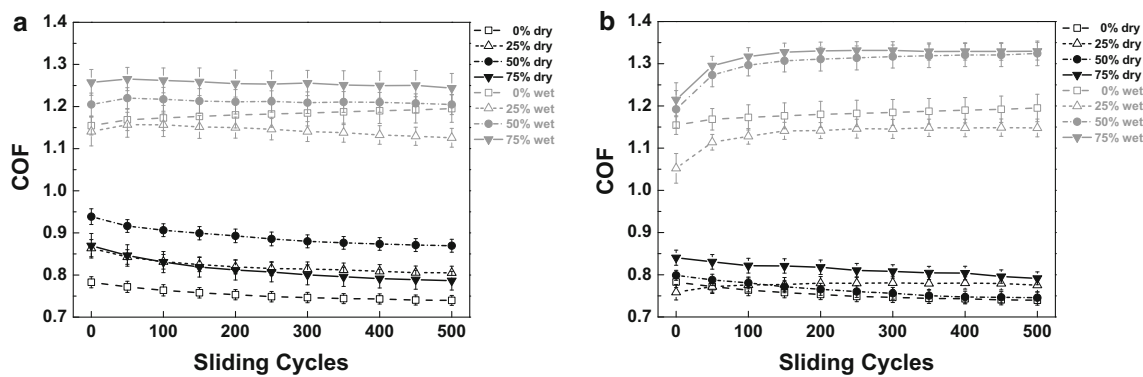 a
COF
1.4
1.3
1.2
1.1
1.0
0.9
0.8
0.7
0
100
200
300
400
500
Sliding Cycles
0% dry
25% dry
50% dry
75% dry
0% wet
25% wet
50% wet
75% wet
b
COF
1.4
1.3
1.2
1.1
1.0
0.9
0.8
0.7
0
100
200
300
400
500
Sliding Cycles
0% dry
25% dry
50% dry
75% dry
0% wet
25% wet
50% wet
75% wet